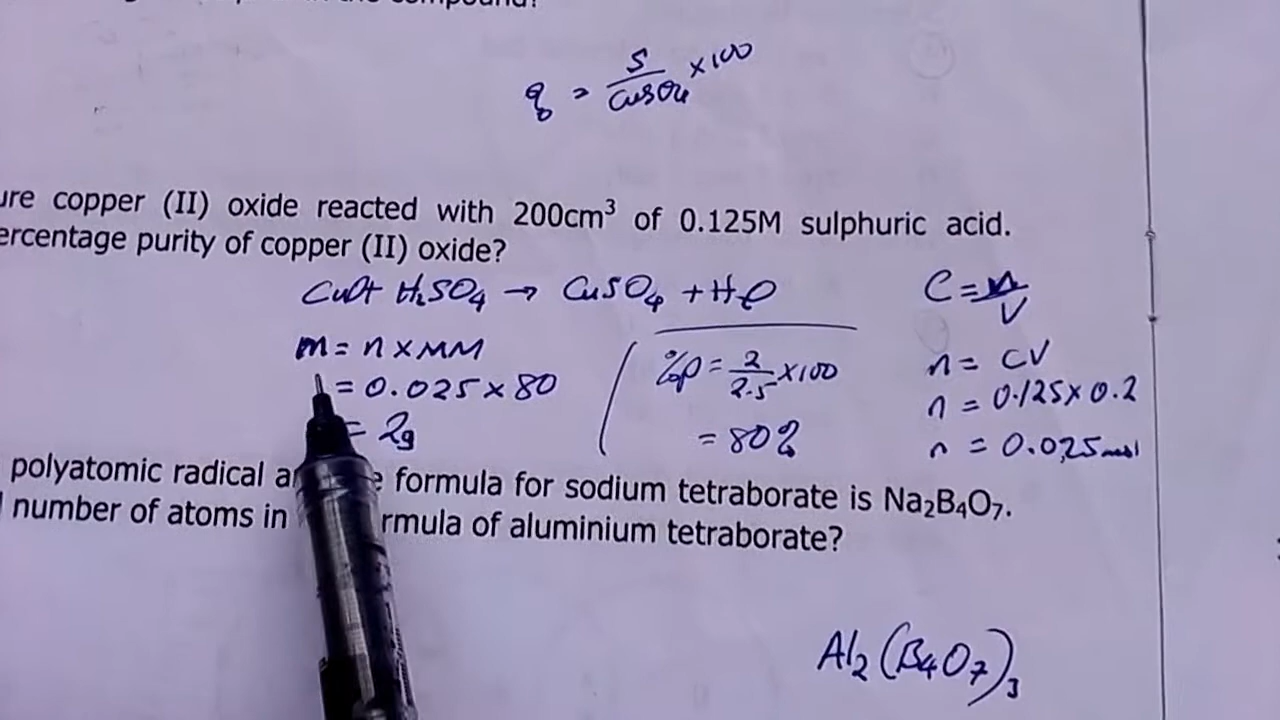 in the compound?
q = S/CuSO4 ×100
ure copper (II) oxide reacted with 200cm³ of 0.125M sulphuric acid.
ercentage purity of copper (II) oxide?
CuO+ H₂SO₄ → CuSO₄ + H₂O
C = n/V
m = n × MM
%p = 2/2.5 ×100
n = CV
= 0.025 × 80
n = 0.125 × 0.2
= 2g
= 80%
n = 0.025mol
polyatomic radical formula for sodium tetraborate is Na₂B₄O₇.
number of atoms in rmula of aluminium tetraborate?
Al₂(B₄O₇)₃